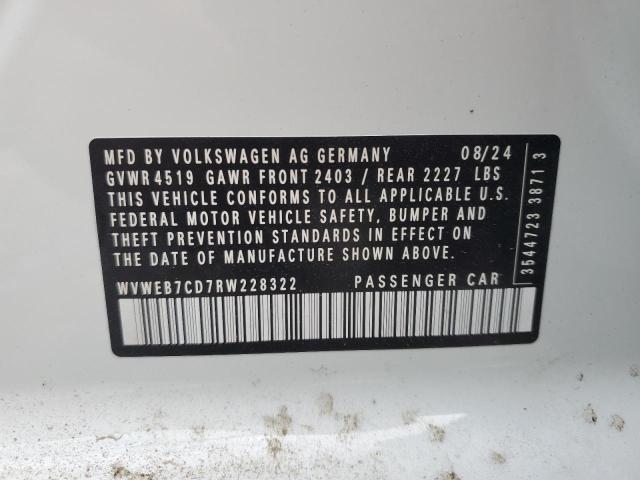 MFD BY VOLKSWAGEN AG GERMANY 08/24
GVWR 4519 GAWR FRONT 2403 / REAR 2227 LBS
THIS VEHICLE CONFORMS TO ALL APPLICABLE U.S.
FEDERAL MOTOR VEHICLE SAFETY, BUMPER AND
THEFT PREVENTION STANDARDS IN EFFECT ON
THE DATE OF MANUFACTURE SHOWN ABOVE.
WVWEB7CD7RW228322 PASSENGER CAR
3544723 3871 3